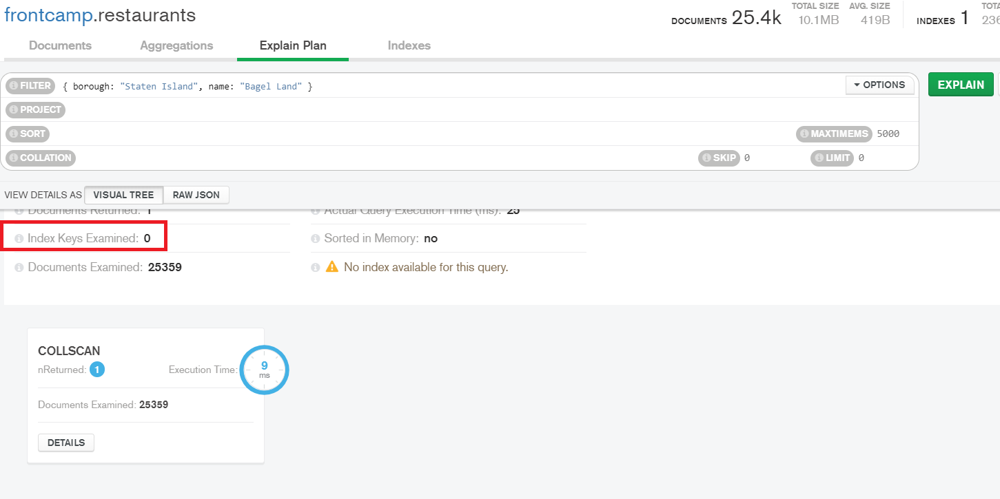 frontcamp.restaurants
DOCUMENTS 25.4k TOTAL SIZE 10.1MB AVG. SIZE 419B INDEXES 1
Documents Aggregations Explain Plan Indexes
FILTER { borough: "Staten Island", name: "Bagel Land" } OPTIONS EXPLAIN
PROJECT
SORT MAXTIMEMS 5000
COLLATION SKIP 0 LIMIT 0
VIEW DETAILS AS VISUAL TREE RAW JSON
Documents Returned: 1 Actual Query Execution Time (ms): 25
Index Keys Examined: 0 Sorted in Memory: no
Documents Examined: 25359 No index available for this query.
COLLSCAN
nReturned: 1 Execution Time: 9 ms
Documents Examined: 25359
DETAILS